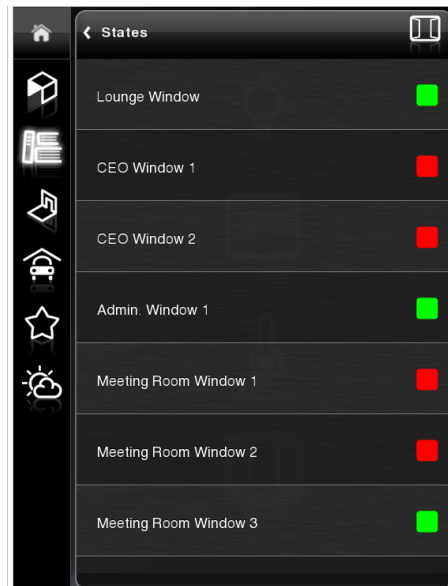 States
Lounge Window
CEO Window 1
CEO Window 2
Admin. Window 1
Meeting Room Window 1
Meeting Room Window 2
Meeting Room Window 3